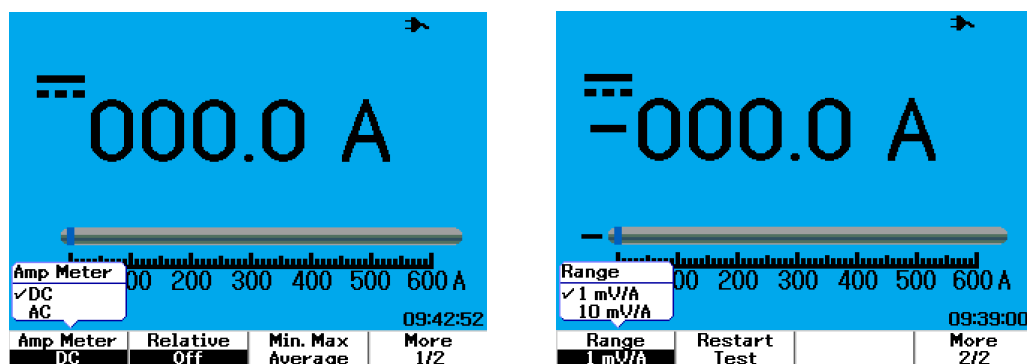 000.0 A
00 200 300 400 500 600 A
Amp Meter
✓DC
AC
09:42:52
Amp Meter Relative Min. Max More
DC Off Average 1/2
-000.0 A
00 200 300 400 500 600 A
Range
✓1 mV/A
10 mV/A
09:39:00
Range Restart More
1 mV/A Test 2/2